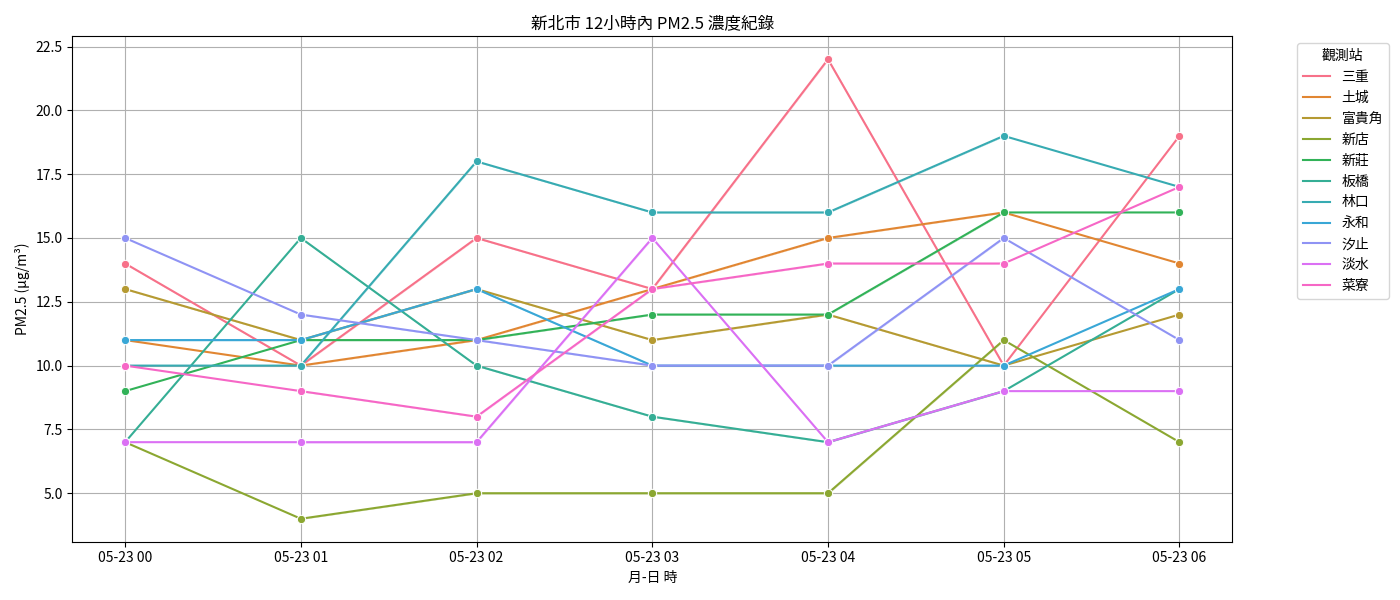 新北市 12小時內 PM2.5 濃度紀錄
觀測站
三重
土城
富貴角
新店
新莊
板橋
林口
永和
汐止
淡水
菜寮
PM2.5 (µg/m³)
22.5
20.0
17.5
15.0
12.5
10.0
7.5
5.0
05-23 00
05-23 01
05-23 02
05-23 03
05-23 04
05-23 05
05-23 06
月-日 時